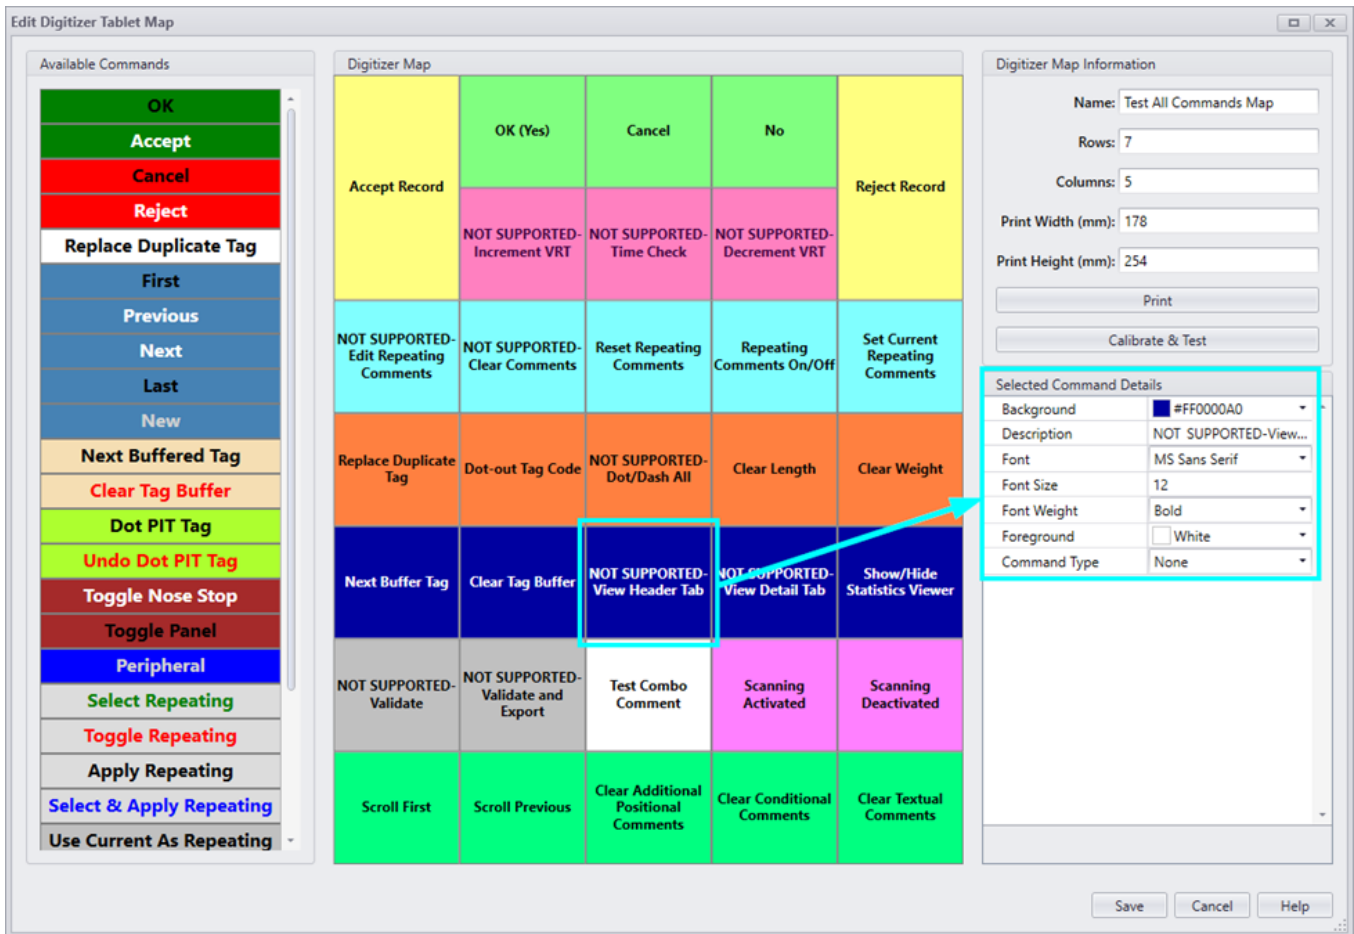 Edit Digitizer Tablet Map
Available Commands
OK
Accept
Cancel
Reject
Replace Duplicate Tag
First
Previous
Next
Last
New
Next Buffered Tag
Clear Tag Buffer
Dot PIT Tag
Undo Dot PIT Tag
Toggle Nose Stop
Toggle Panel
Peripheral
Select Repeating
Toggle Repeating
Apply Repeating
Select & Apply Repeating
Use Current As Repeating
Digitizer Map
Accept Record
OK (Yes)
Cancel
No
Reject Record
NOT SUPPORTED-
Increment VRT
NOT SUPPORTED-
Time Check
NOT SUPPORTED-
Decrement VRT
NOT SUPPORTED-
Edit Repeating
Comments
NOT SUPPORTED-
Clear Comments
Reset Repeating
Comments
Repeating
Comments On/Off
Set Current
Repeating
Comments
Replace Duplicate
Tag
Dot-out Tag Code
NOT SUPPORTED-
Dot/Dash All
Clear Length
Clear Weight
Next Buffer Tag
Clear Tag Buffer
NOT SUPPORTED-
View Header Tab
NOT SUPPORTED-
View Detail Tab
Show/Hide
Statistics Viewer
NOT SUPPORTED-
Validate
NOT SUPPORTED-
Validate and
Export
Test Combo
Comment
Scanning
Activated
Scanning
Deactivated
Scroll First
Scroll Previous
Clear Additional
Positional
Comments
Clear Conditional
Comments
Clear Textual
Comments
Digitizer Map Information
Name: Test All Commands Map
Rows: 7
Columns: 5
Print Width (mm): 178
Print Height (mm): 254
Print
Calibrate & Test
Selected Command Details
Background #FF0000A0
Description NOT SUPPORTED-View...
Font MS Sans Serif
Font Size 12
Font Weight Bold
Foreground White
Command Type None
Save
Cancel
Help